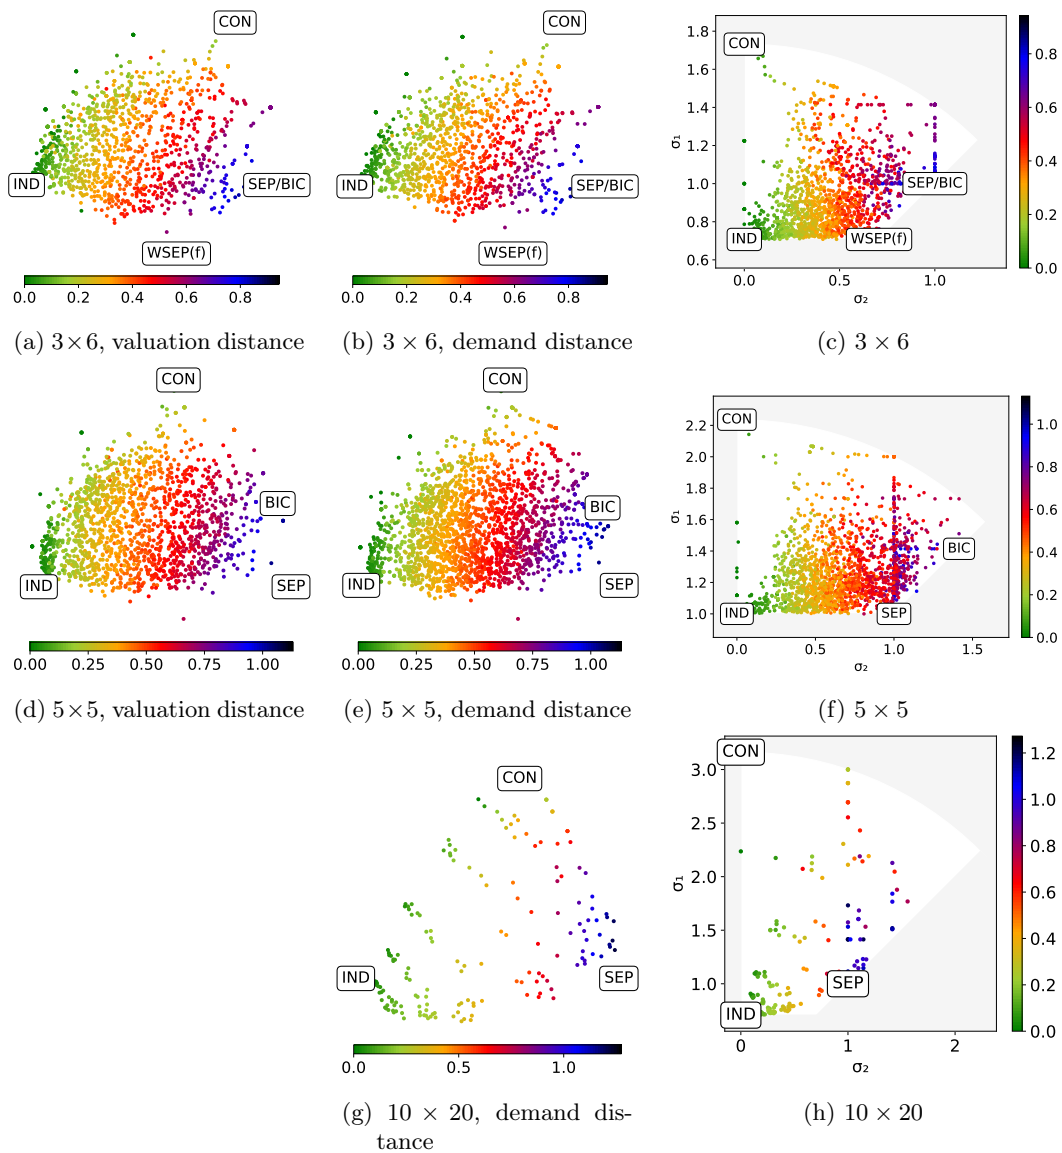 CON
IND
SEP/BIC
WSEP(f)
0.0 0.2 0.4 0.6 0.8
(a) 3×6, valuation distance
CON
IND
SEP/BIC
WSEP(f)
0.0 0.2 0.4 0.6 0.8
(b) 3 × 6, demand distance
1.8
1.6
1.4
1.2
1.0
0.8
0.6
σ₁
CON
SEP/BIC
IND
WSEP(f)
0.0 0.5 1.0
σ₂
0.8
0.6
0.4
0.2
0.0
(c) 3 × 6
CON
BIC
IND
SEP
0.00 0.25 0.50 0.75 1.00
(d) 5×5, valuation distance
CON
BIC
IND
SEP
0.00 0.25 0.50 0.75 1.00
(e) 5 × 5, demand distance
2.2
2.0
1.8
1.6
1.4
1.2
1.0
σ₁
CON
BIC
IND
SEP
0.0 0.5 1.0 1.5
σ₂
1.0
0.8
0.6
0.4
0.2
0.0
(f) 5 × 5
CON
IND
SEP
0.0 0.5 1.0
(g) 10 × 20, demand dis-
tance
3.0
2.5
2.0
1.5
1.0
σ₁
CON
SEP
IND
0 1 2
σ₂
1.2
1.0
0.8
0.6
0.4
0.2
0.0
(h) 10 × 20